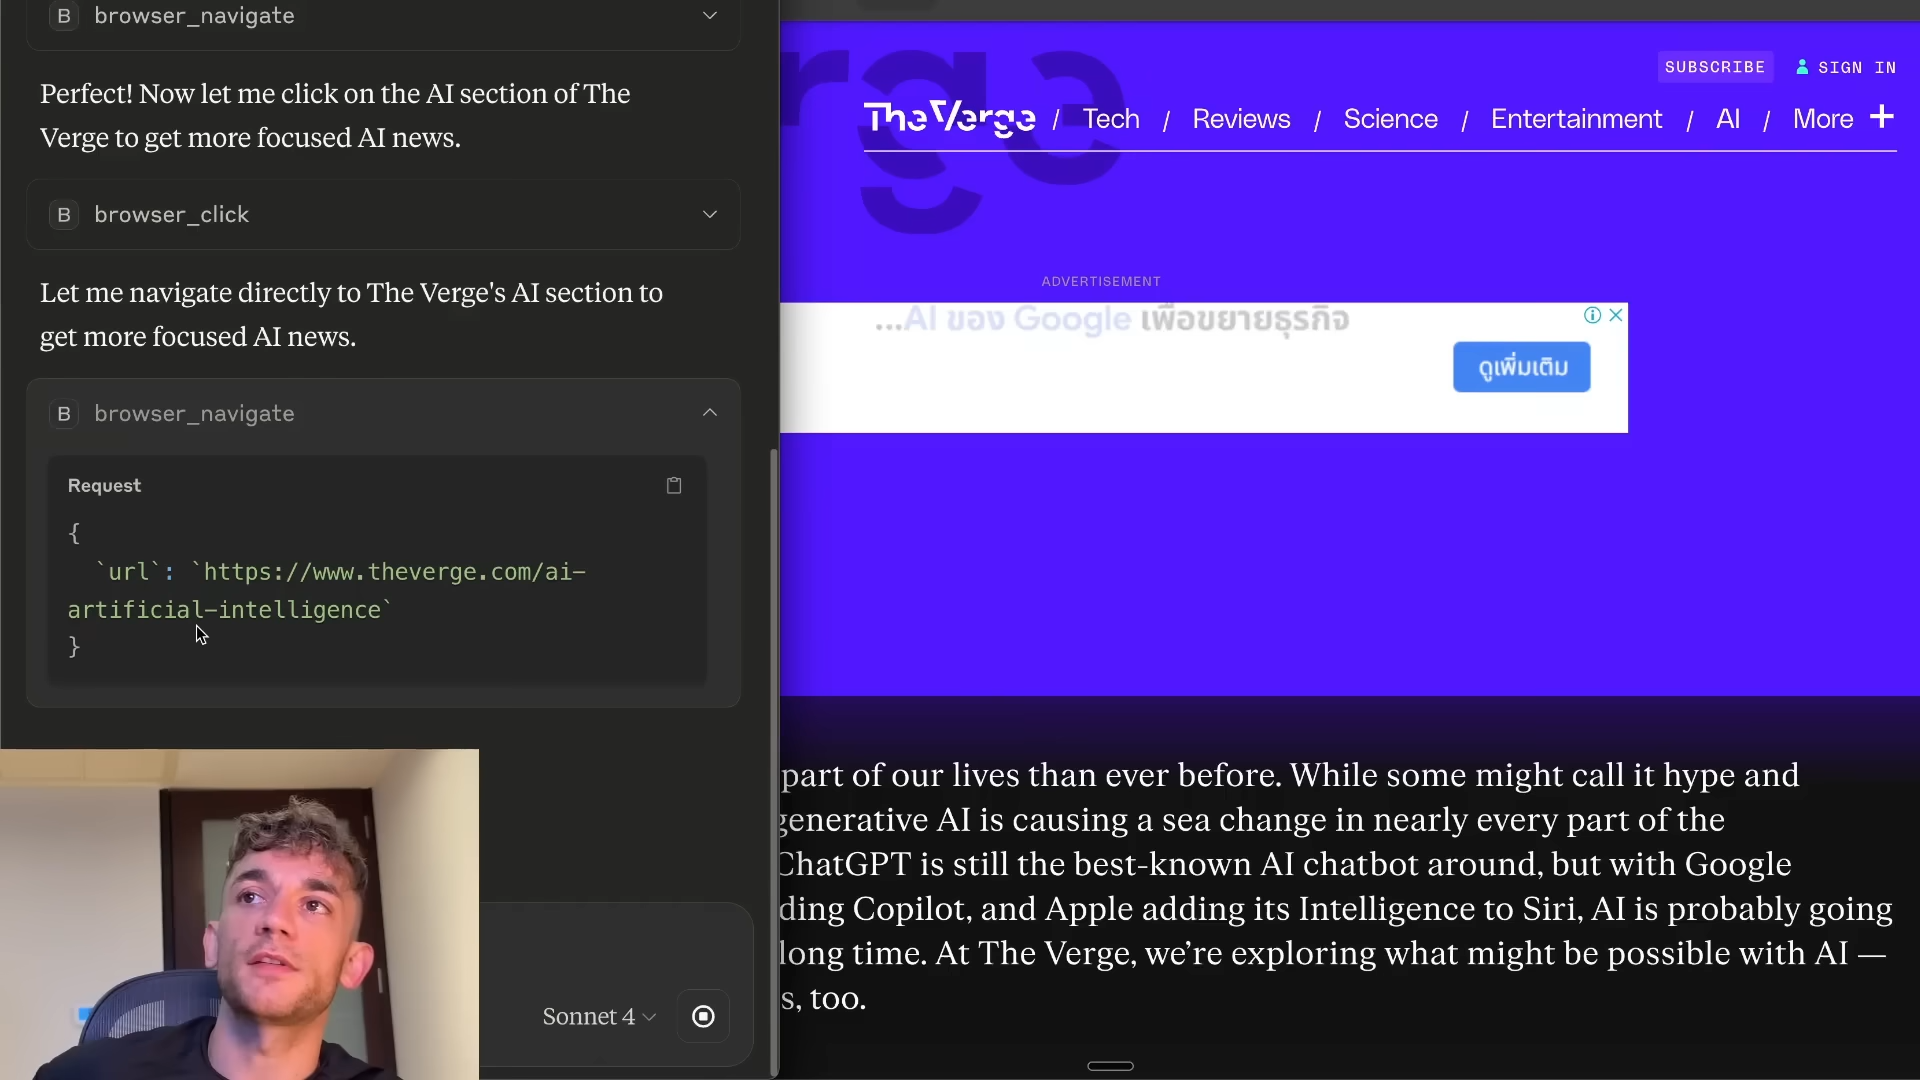 B browser_navigate
Perfect! Now let me click on the AI section of The
Verge to get more focused AI news.
B browser_click
Let me navigate directly to The Verge's AI section to
get more focused AI news.
B browser_navigate
Request
{
`url`: `https://www.theverge.com/ai-
artificial-intelligence`
}
Sonnet 4
rge
SUBSCRIBE SIGN IN
The Verge / Tech / Reviews / Science / Entertainment / AI / More +
ADVERTISEMENT
...AI ของ Google เพื่อขยายธุรกิจ
ดูเพิ่มเติม
part of our lives than ever before. While some might call it hype and
generative AI is causing a sea change in nearly every part of the
ChatGPT is still the best-known AI chatbot around, but with Google
ding Copilot, and Apple adding its Intelligence to Siri, AI is probably going
long time. At The Verge, we're exploring what might be possible with AI —
s, too.